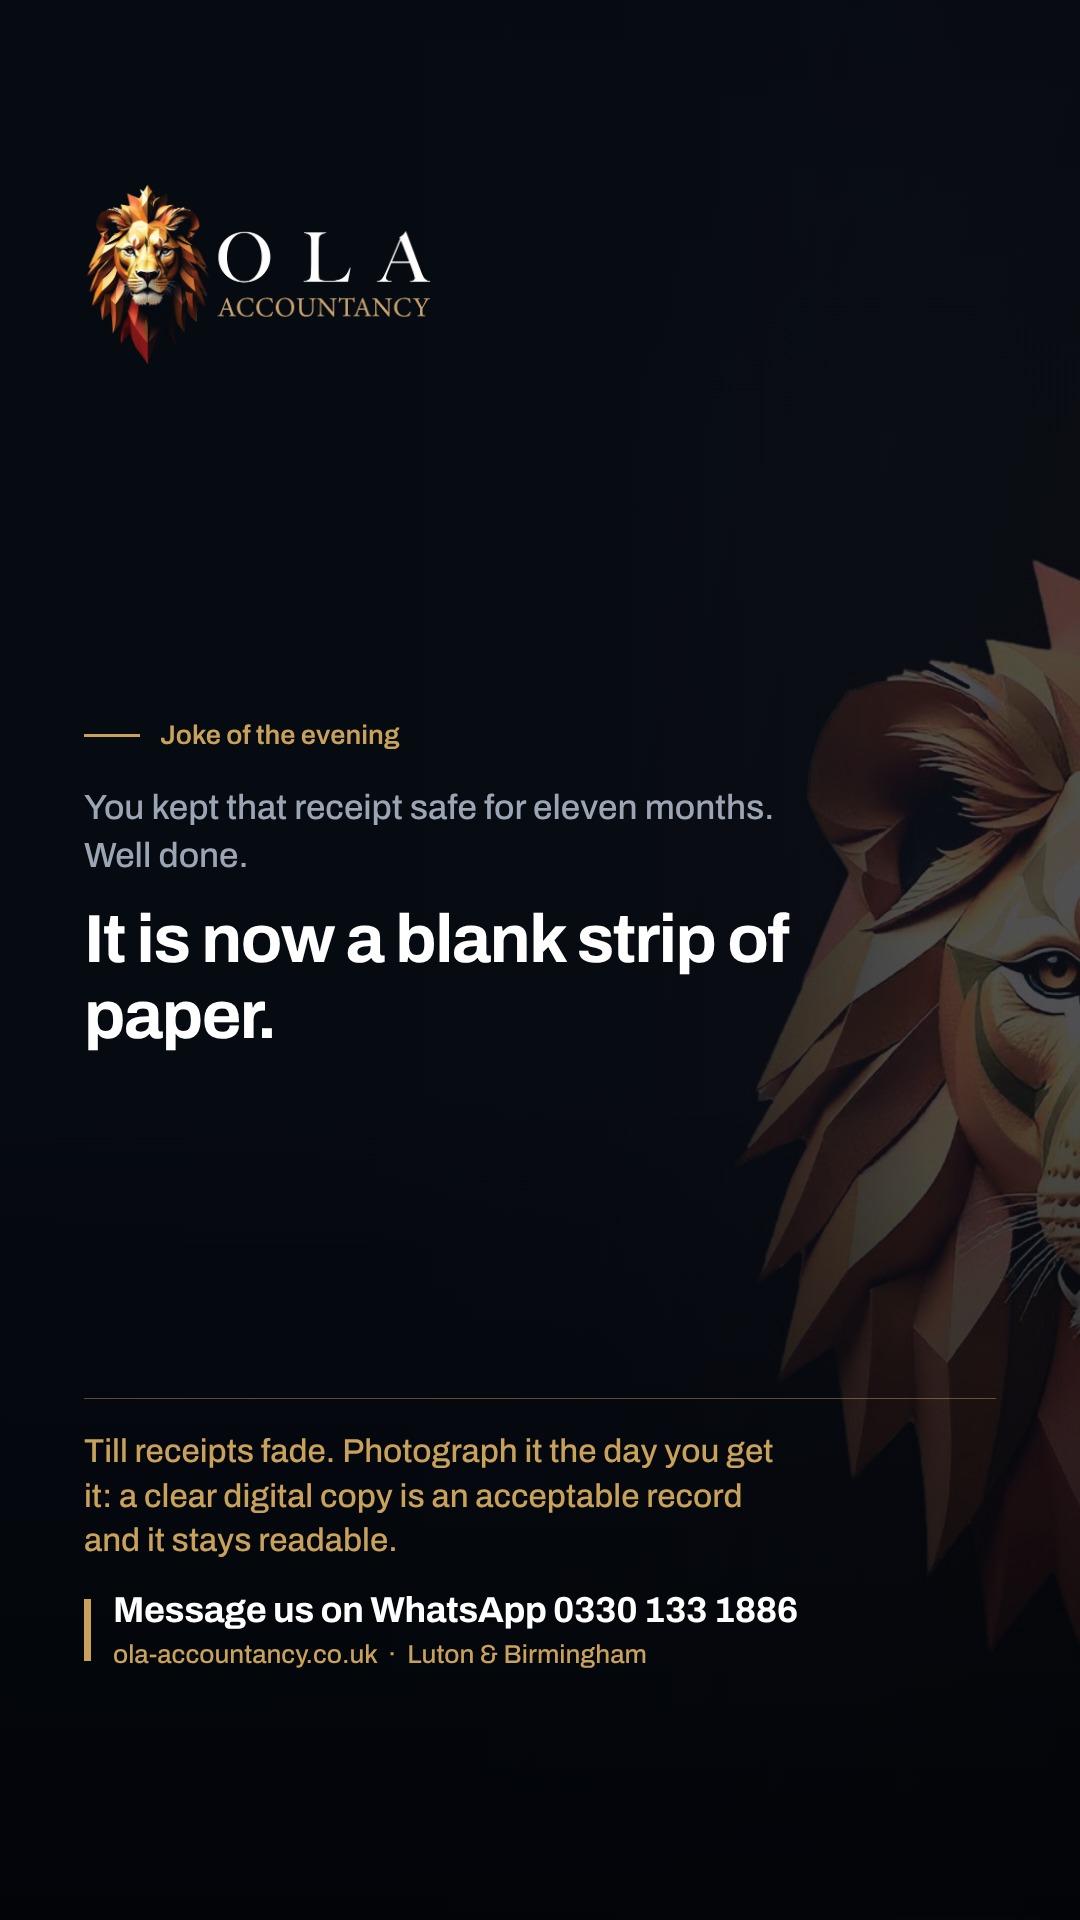 OLA
ACCOUNTANCY
Joke of the evening
You kept that receipt safe for eleven months.
Well done.
It is now a blank strip of
paper.
Till receipts fade. Photograph it the day you get
it: a clear digital copy is an acceptable record
and it stays readable.
Message us on WhatsApp 0330 133 1886
ola-accountancy.co.uk · Luton & Birmingham